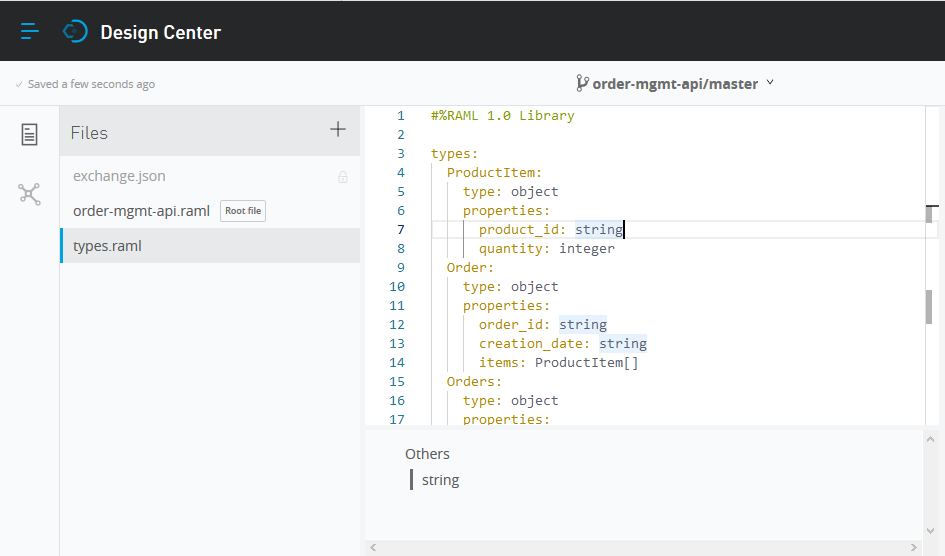 Design Center
✓ Saved a few seconds ago
order-mgmt-api/master
Files +
exchange.json
order-mgmt-api.raml Root file
types.raml
1 #%RAML 1.0 Library
2
3 types:
4 ProductItem:
5 type: object
6 properties:
7 product_id: string
8 quantity: integer
9 Order:
10 type: object
11 properties:
12 order_id: string
13 creation_date: string
14 items: ProductItem[]
15 Orders:
16 type: object
17 properties:
Others
string